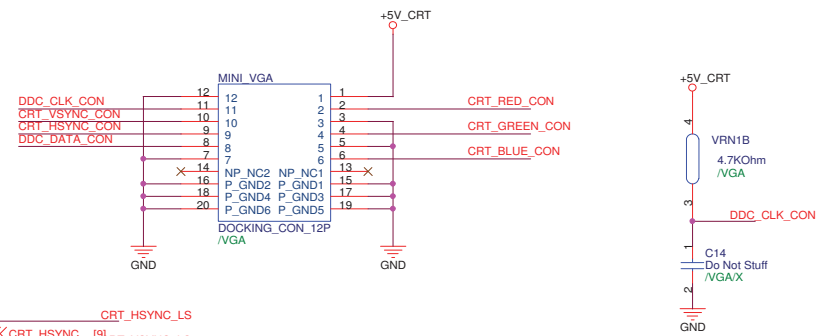 +5V_CRT
MINI_VGA
12 12 1 1
DDC_CLK_CON 11 11 2 2 CRT_RED_CON
CRT_VSYNC_CON 10 10 3 3
CRT_HSYNC_CON 9 9 4 4 CRT_GREEN_CON
DDC_DATA_CON 8 8 5 5
7 7 6 6 CRT_BLUE_CON
14 NP_NC2 NP_NC1 13
16 P_GND2 P_GND1 15
18 P_GND4 P_GND3 17
20 P_GND6 P_GND5 19
DOCKING_CON_12P
/VGA
GND
GND
+5V_CRT
4
VRN1B
4.7KOhm
/VGA
3
DDC_CLK_CON
1
C14
Do Not Stuff
/VGA/X
2
GND
CRT_HSYNC_LS
CRT_HSYNC [9]